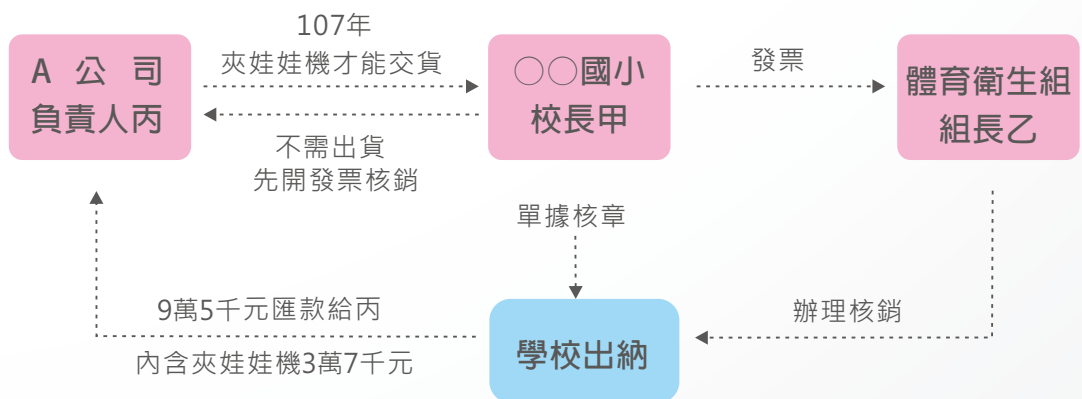 A公司
負責人丙
107年
夾娃娃機才能交貨
不需出貨
先開發票核銷
○○國小
校長甲
發票
體育衛生組
組長乙
單據核章
9萬5千元匯款給丙
內含夾娃娃機3萬7千元
學校出納
辦理核銷